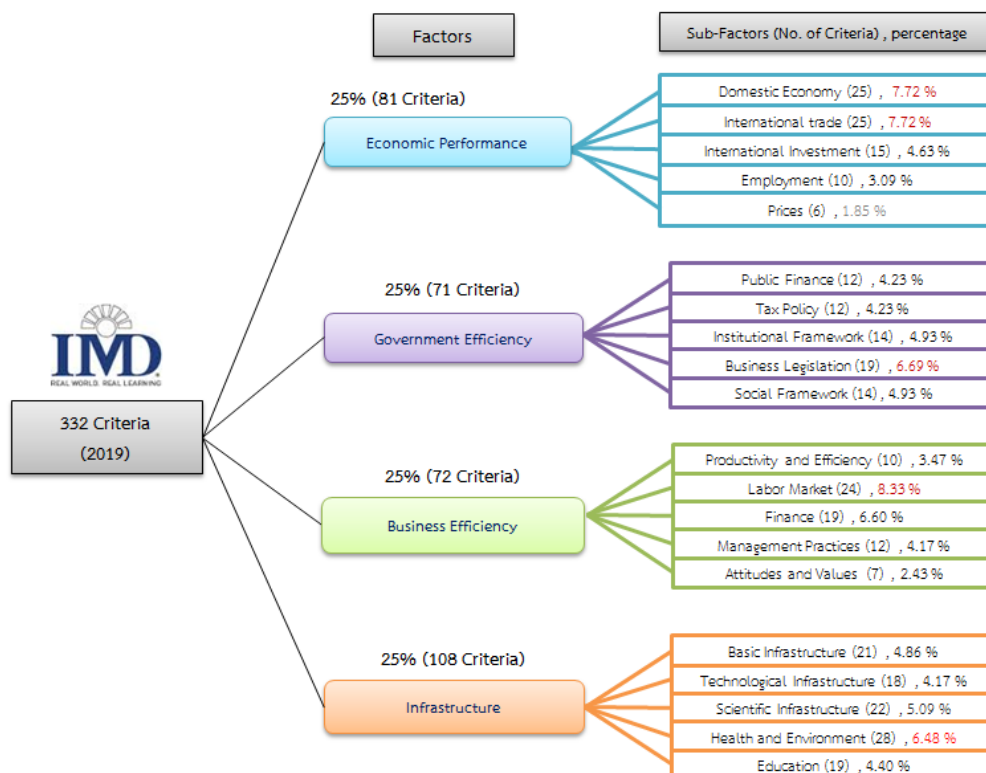 Factors
Sub-Factors (No. of Criteria) , percentage
25% (81 Criteria)
Economic Performance
Domestic Economy (25) , 7.72 %
International trade (25) , 7.72 %
International Investment (15) , 4.63 %
Employment (10) , 3.09 %
Prices (6) , 1.85 %
25% (71 Criteria)
Government Efficiency
Public Finance (12) , 4.23 %
Tax Policy (12) , 4.23 %
Institutional Framework (14) , 4.93 %
Business Legislation (19) , 6.69 %
Social Framework (14) , 4.93 %
IMD
REAL WORLD. REAL LEARNING
332 Criteria
(2019)
25% (72 Criteria)
Business Efficiency
Productivity and Efficiency (10) , 3.47 %
Labor Market (24) , 8.33 %
Finance (19) , 6.60 %
Management Practices (12) , 4.17 %
Attitudes and Values (7) , 2.43 %
25% (108 Criteria)
Infrastructure
Basic Infrastructure (21) , 4.86 %
Technological Infrastructure (18) , 4.17 %
Scientific Infrastructure (22) , 5.09 %
Health and Environment (28) , 6.48 %
Education (19) , 4.40 %